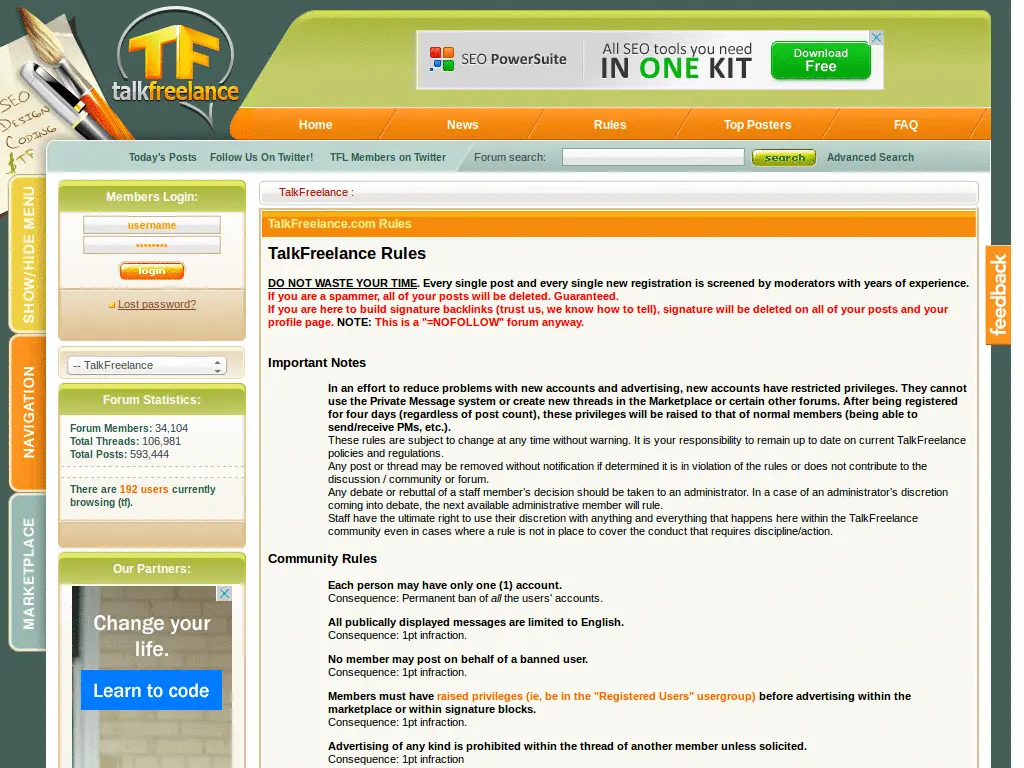 SEO
DESIGN
CODING
$TF
TF
talkfreelance
SEO PowerSuite
All SEO tools you need
IN ONE KIT
Download
Free
Home
News
Rules
Top Posters
FAQ
Today's Posts
Follow Us On Twitter!
TFL Members on Twitter
Forum search:
search
Advanced Search
SHOW/HIDE MENU
NAVIGATION
MARKETPLACE
Members Login:
username
••••••••
login
Lost password?
-- TalkFreelance
Forum Statistics:
Forum Members: 34,104
Total Threads: 106,981
Total Posts: 593,444
There are 192 users currently
browsing (tf).
Our Partners:
Change your
life.
Learn to code
TalkFreelance :
TalkFreelance.com Rules
TalkFreelance Rules
DO NOT WASTE YOUR TIME. Every single post and every single new registration is screened by moderators with years of experience.
If you are a spammer, all of your posts will be deleted. Guaranteed.
If you are here to build signature backlinks (trust us, we know how to tell), signature will be deleted on all of your posts and your
profile page. NOTE: This is a "=NOFOLLOW" forum anyway.
Important Notes
In an effort to reduce problems with new accounts and advertising, new accounts have restricted privileges. They cannot
use the Private Message system or create new threads in the Marketplace or certain other forums. After being registered
for four days (regardless of post count), these privileges will be raised to that of normal members (being able to
send/receive PMs, etc.).
These rules are subject to change at any time without warning. It is your responsibility to remain up to date on current TalkFreelance
policies and regulations.
Any post or thread may be removed without notification if determined it is in violation of the rules or does not contribute to the
discussion / community or forum.
Any debate or rebuttal of a staff member's decision should be taken to an administrator. In a case of an administrator's discretion
coming into debate, the next available administrative member will rule.
Staff have the ultimate right to use their discretion with anything and everything that happens here within the TalkFreelance
community even in cases where a rule is not in place to cover the conduct that requires discipline/action.
Community Rules
Each person may have only one (1) account.
Consequence: Permanent ban of all the users' accounts.
All publically displayed messages are limited to English.
Consequence: 1pt infraction.
No member may post on behalf of a banned user.
Consequence: 1pt infraction.
Members must have raised privileges (ie, be in the "Registered Users" usergroup) before advertising within the
marketplace or within signature blocks.
Consequence: 1pt infraction.
Advertising of any kind is prohibited within the thread of another member unless solicited.
Consequence: 1pt infraction
feedback